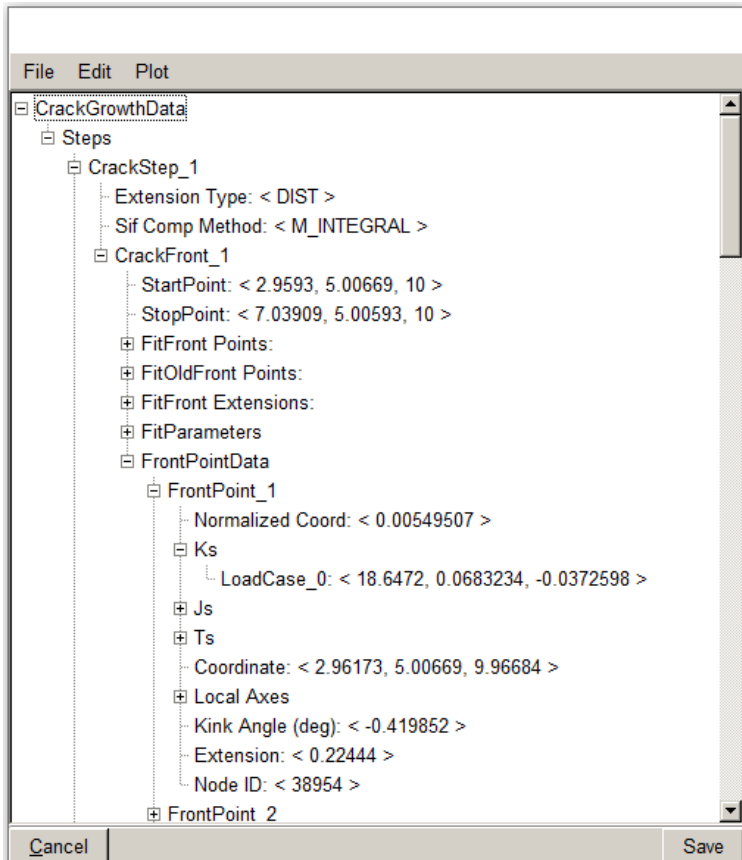 File Edit Plot
CrackGrowthData
Steps
CrackStep_1
Extension Type: < DIST >
Sif Comp Method: < M_INTEGRAL >
CrackFront_1
StartPoint: < 2.9593, 5.00669, 10 >
StopPoint: < 7.03909, 5.00593, 10 >
FitFront Points:
FitOldFront Points:
FitFront Extensions:
FitParameters
FrontPointData
FrontPoint_1
Normalized Coord: < 0.00549507 >
Ks
LoadCase_0: < 18.6472, 0.0683234, -0.0372598 >
Js
Ts
Coordinate: < 2.96173, 5.00669, 9.96684 >
Local Axes
Kink Angle (deg): < -0.419852 >
Extension: < 0.22444 >
Node ID: < 38954 >
FrontPoint_2
Cancel Save